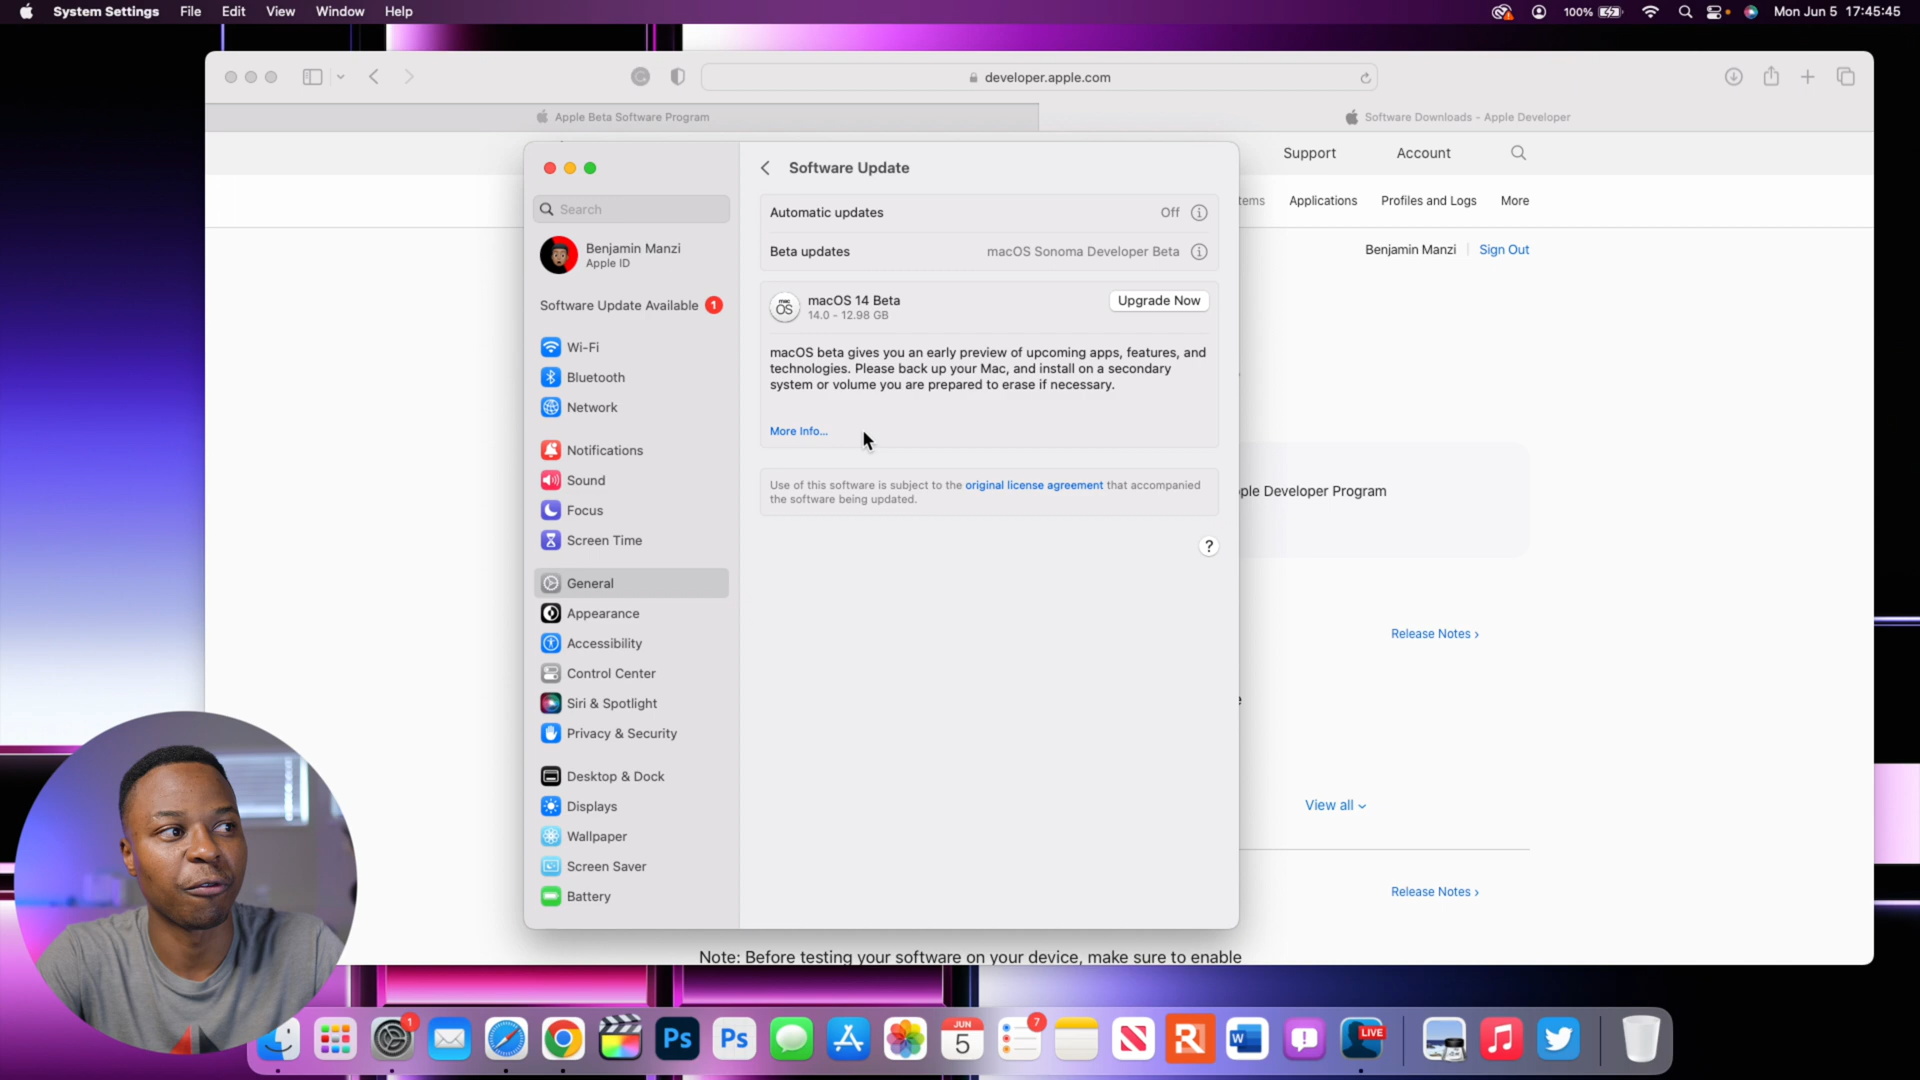 System Settings File Edit View Window Help
100% Mon Jun 5 17:45:45
developer.apple.com
Apple Beta Software Program
Software Downloads - Apple Developer
Support Account
Applications Profiles and Logs More
Benjamin Manzi Sign Out
Software Update
Search
Benjamin Manzi
Apple ID
Software Update Available 1
Wi-Fi
Bluetooth
Network
Notifications
Sound
Focus
Screen Time
General
Appearance
Accessibility
Control Center
Siri & Spotlight
Privacy & Security
Desktop & Dock
Displays
Wallpaper
Screen Saver
Battery
Automatic updates Off
Beta updates macOS Sonoma Developer Beta
mac
OS
macOS 14 Beta
14.0 - 12.98 GB
Upgrade Now
macOS beta gives you an early preview of upcoming apps, features, and
technologies. Please back up your Mac, and install on a secondary
system or volume you are prepared to erase if necessary.
More Info...
Use of this software is subject to the original license agreement that accompanied
the software being updated.
?
ple Developer Program
Release Notes ›
View all
Release Notes ›
Note: Before testing your software on your device, make sure to enable
1
Ps
Ps
JUN
5
7
N
R
W
LIVE